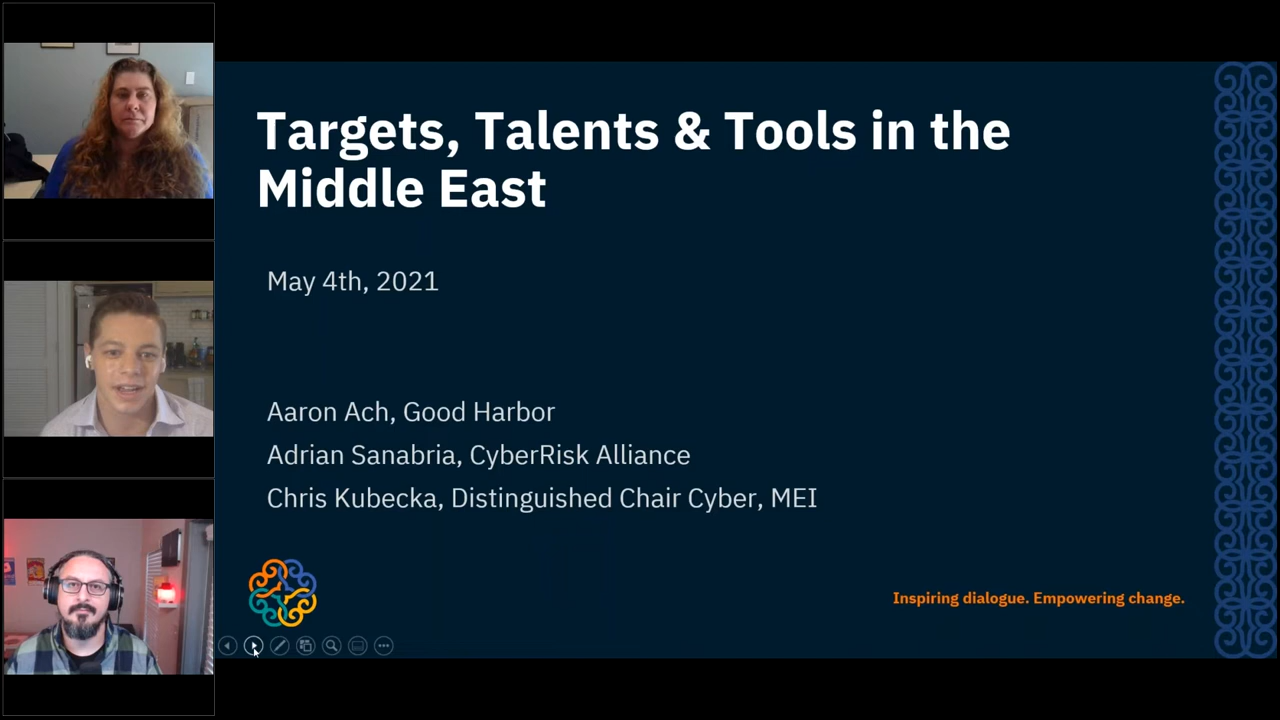 Targets, Talents & Tools in the
Middle East
May 4th, 2021
Aaron Ach, Good Harbor
Adrian Sanabria, CyberRisk Alliance
Chris Kubecka, Distinguished Chair Cyber, MEI
Inspiring dialogue. Empowering change.